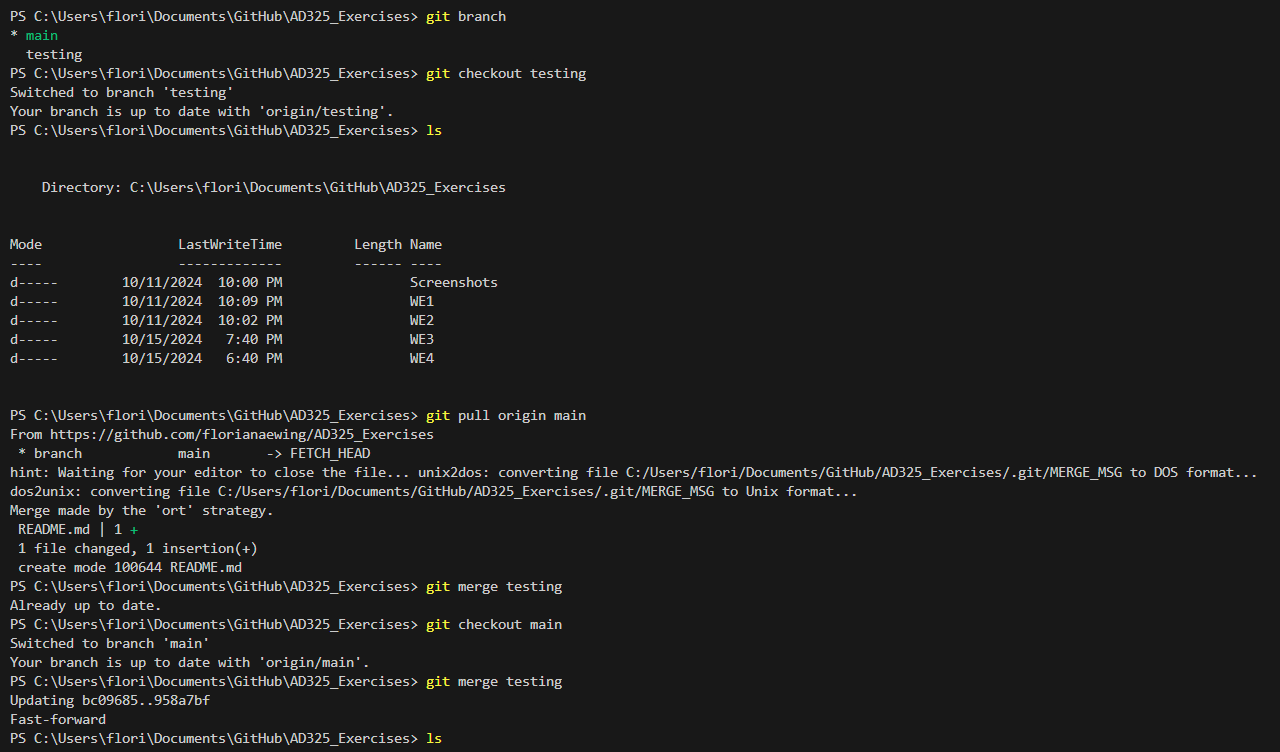 PS C:\Users\flori\Documents\GitHub\AD325_Exercises> git branch
* main
  testing
PS C:\Users\flori\Documents\GitHub\AD325_Exercises> git checkout testing
Switched to branch 'testing'
Your branch is up to date with 'origin/testing'.
PS C:\Users\flori\Documents\GitHub\AD325_Exercises> ls
    Directory: C:\Users\flori\Documents\GitHub\AD325_Exercises
Mode                 LastWriteTime         Length Name
----                 -------------         ------ ----
d-----        10/11/2024  10:00 PM                Screenshots
d-----        10/11/2024  10:09 PM                WE1
d-----        10/11/2024  10:02 PM                WE2
d-----        10/15/2024   7:40 PM                WE3
d-----        10/15/2024   6:40 PM                WE4
PS C:\Users\flori\Documents\GitHub\AD325_Exercises> git pull origin main
From https://github.com/florianaewing/AD325_Exercises
 * branch            main       -> FETCH_HEAD
hint: Waiting for your editor to close the file... unix2dos: converting file C:/Users/flori/Documents/GitHub/AD325_Exercises/.git/MERGE_MSG to DOS format...
dos2unix: converting file C:/Users/flori/Documents/GitHub/AD325_Exercises/.git/MERGE_MSG to Unix format...
Merge made by the 'ort' strategy.
 README.md | 1 +
 1 file changed, 1 insertion(+)
 create mode 100644 README.md
PS C:\Users\flori\Documents\GitHub\AD325_Exercises> git merge testing
Already up to date.
PS C:\Users\flori\Documents\GitHub\AD325_Exercises> git checkout main
Switched to branch 'main'
Your branch is up to date with 'origin/main'.
PS C:\Users\flori\Documents\GitHub\AD325_Exercises> git merge testing
Updating bc09685..958a7bf
Fast-forward
PS C:\Users\flori\Documents\GitHub\AD325_Exercises> ls